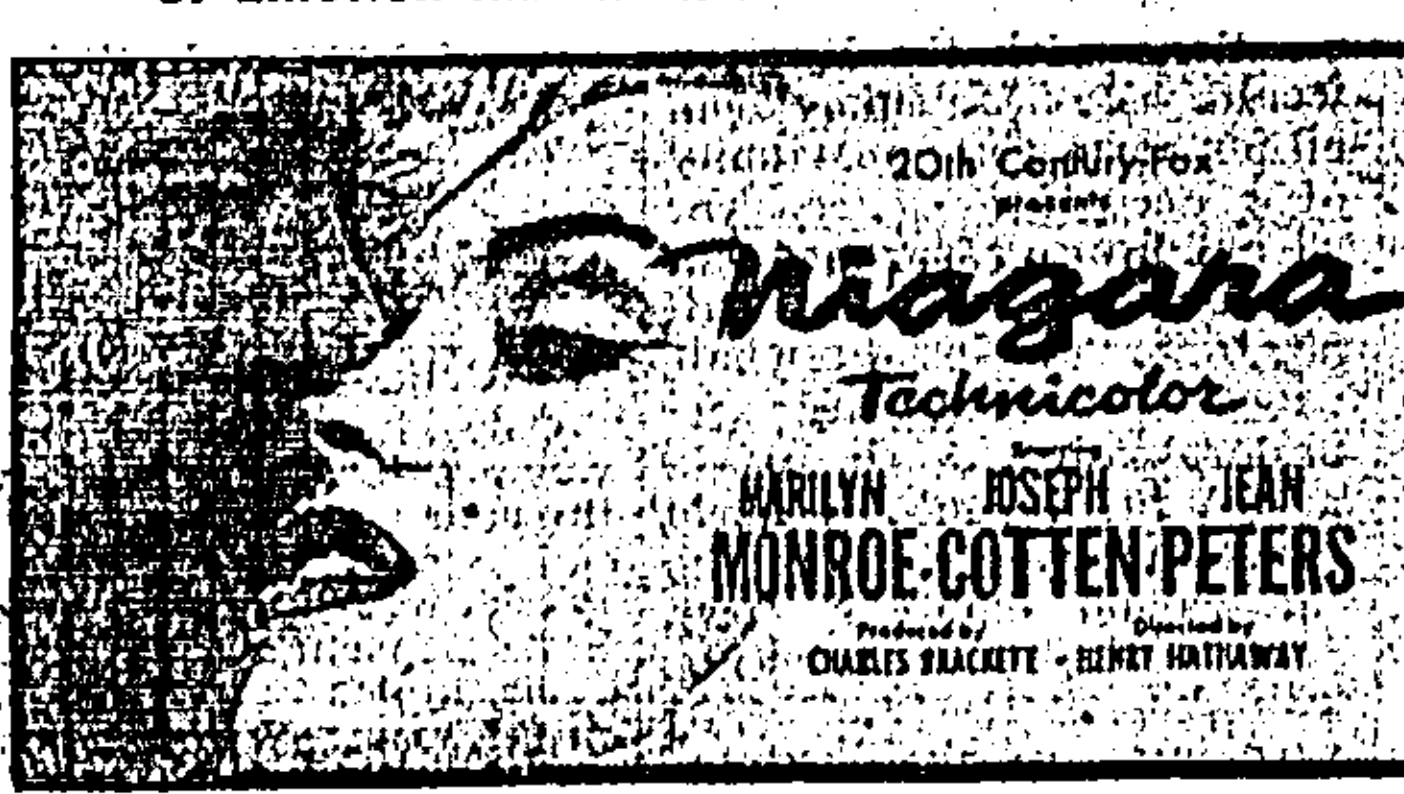 20th Century-Fox
presents
Niagara
Technicolor
Starring
MARILYN JOSEPH JEAN
MONROE·COTTEN·PETERS
Produced by Directed by
CHARLES BRACKETT · HENRY HATHAWAY